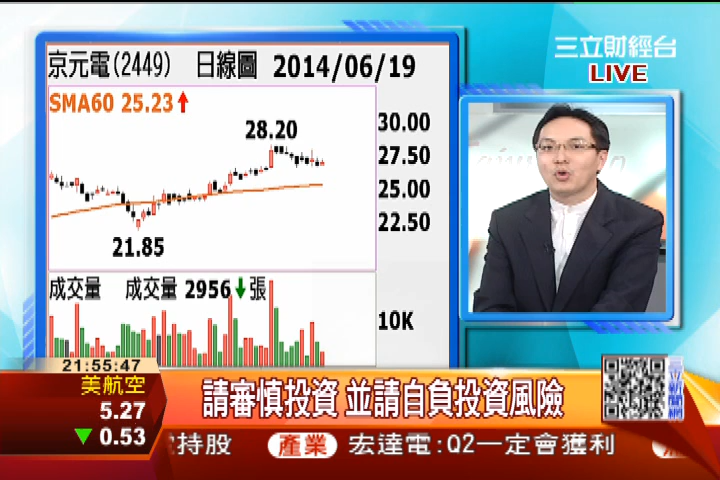 京元電(2449) 日線圖 2014/06/19
三立財經台
LIVE
SMA60 25.23↑
28.20
21.85
30.00
27.50
25.00
22.50
成交量 成交量 2956↓張
10K
21:55:47
美航空
5.27
▼0.53
請審慎投資 並請自負投資風險
持股 產業 宏達電:Q2一定會獲利